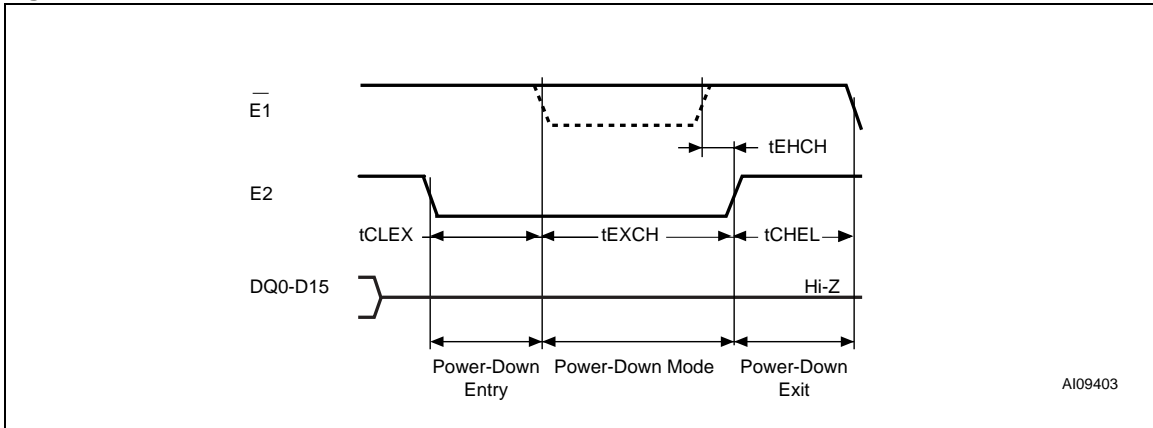 E1
tEHCH
E2
tCLEX tEXCH tCHEL
DQ0-D15 Hi-Z
Power-Down Power-Down Mode Power-Down
Entry Exit
AI09403